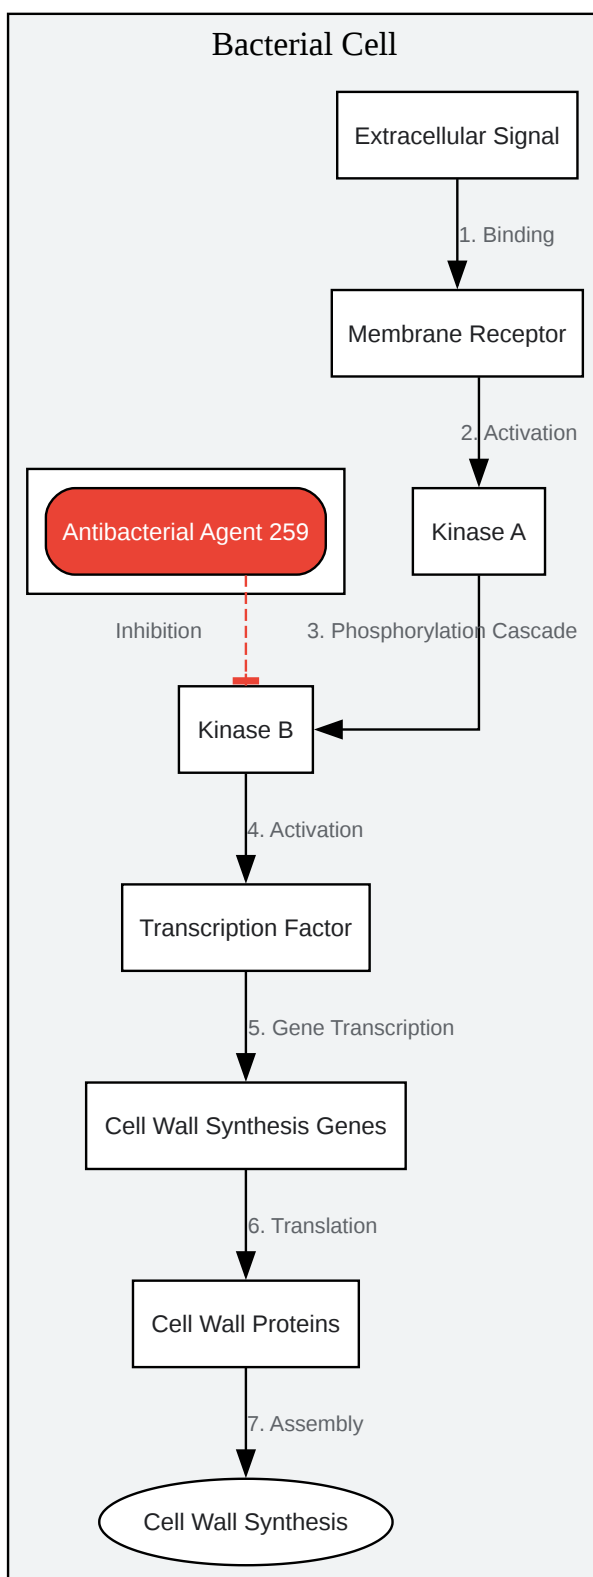 Bacterial Cell
Extracellular Signal
1. Binding
Membrane Receptor
2. Activation
Antibacterial Agent 259
Kinase A
Inhibition
3. Phosphorylation Cascade
Kinase B
4. Activation
Transcription Factor
5. Gene Transcription
Cell Wall Synthesis Genes
6. Translation
Cell Wall Proteins
7. Assembly
Cell Wall Synthesis